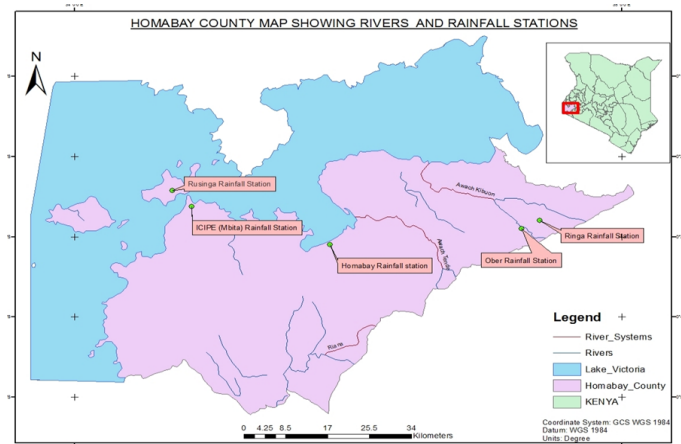 HOMABAY COUNTY MAP SHOWING RIVERS AND RAINFALL STATIONS
N
Rusinga Rainfall Station
Awach Kibuon
ICIPE (Mbita) Rainfall Station
Ringa Rainfall Station
Awach Tende
Ober Rainfall Station
Homabay Rainfall station
Legend
River_Systems
Rivers
Lake_Victoria
Homabay_County
KENYA
Coordinate System: GCS WGS 1984
Datum: WGS 1984
Units: Degree
0 4.25 8.5 17 25.5 34
Kilometers